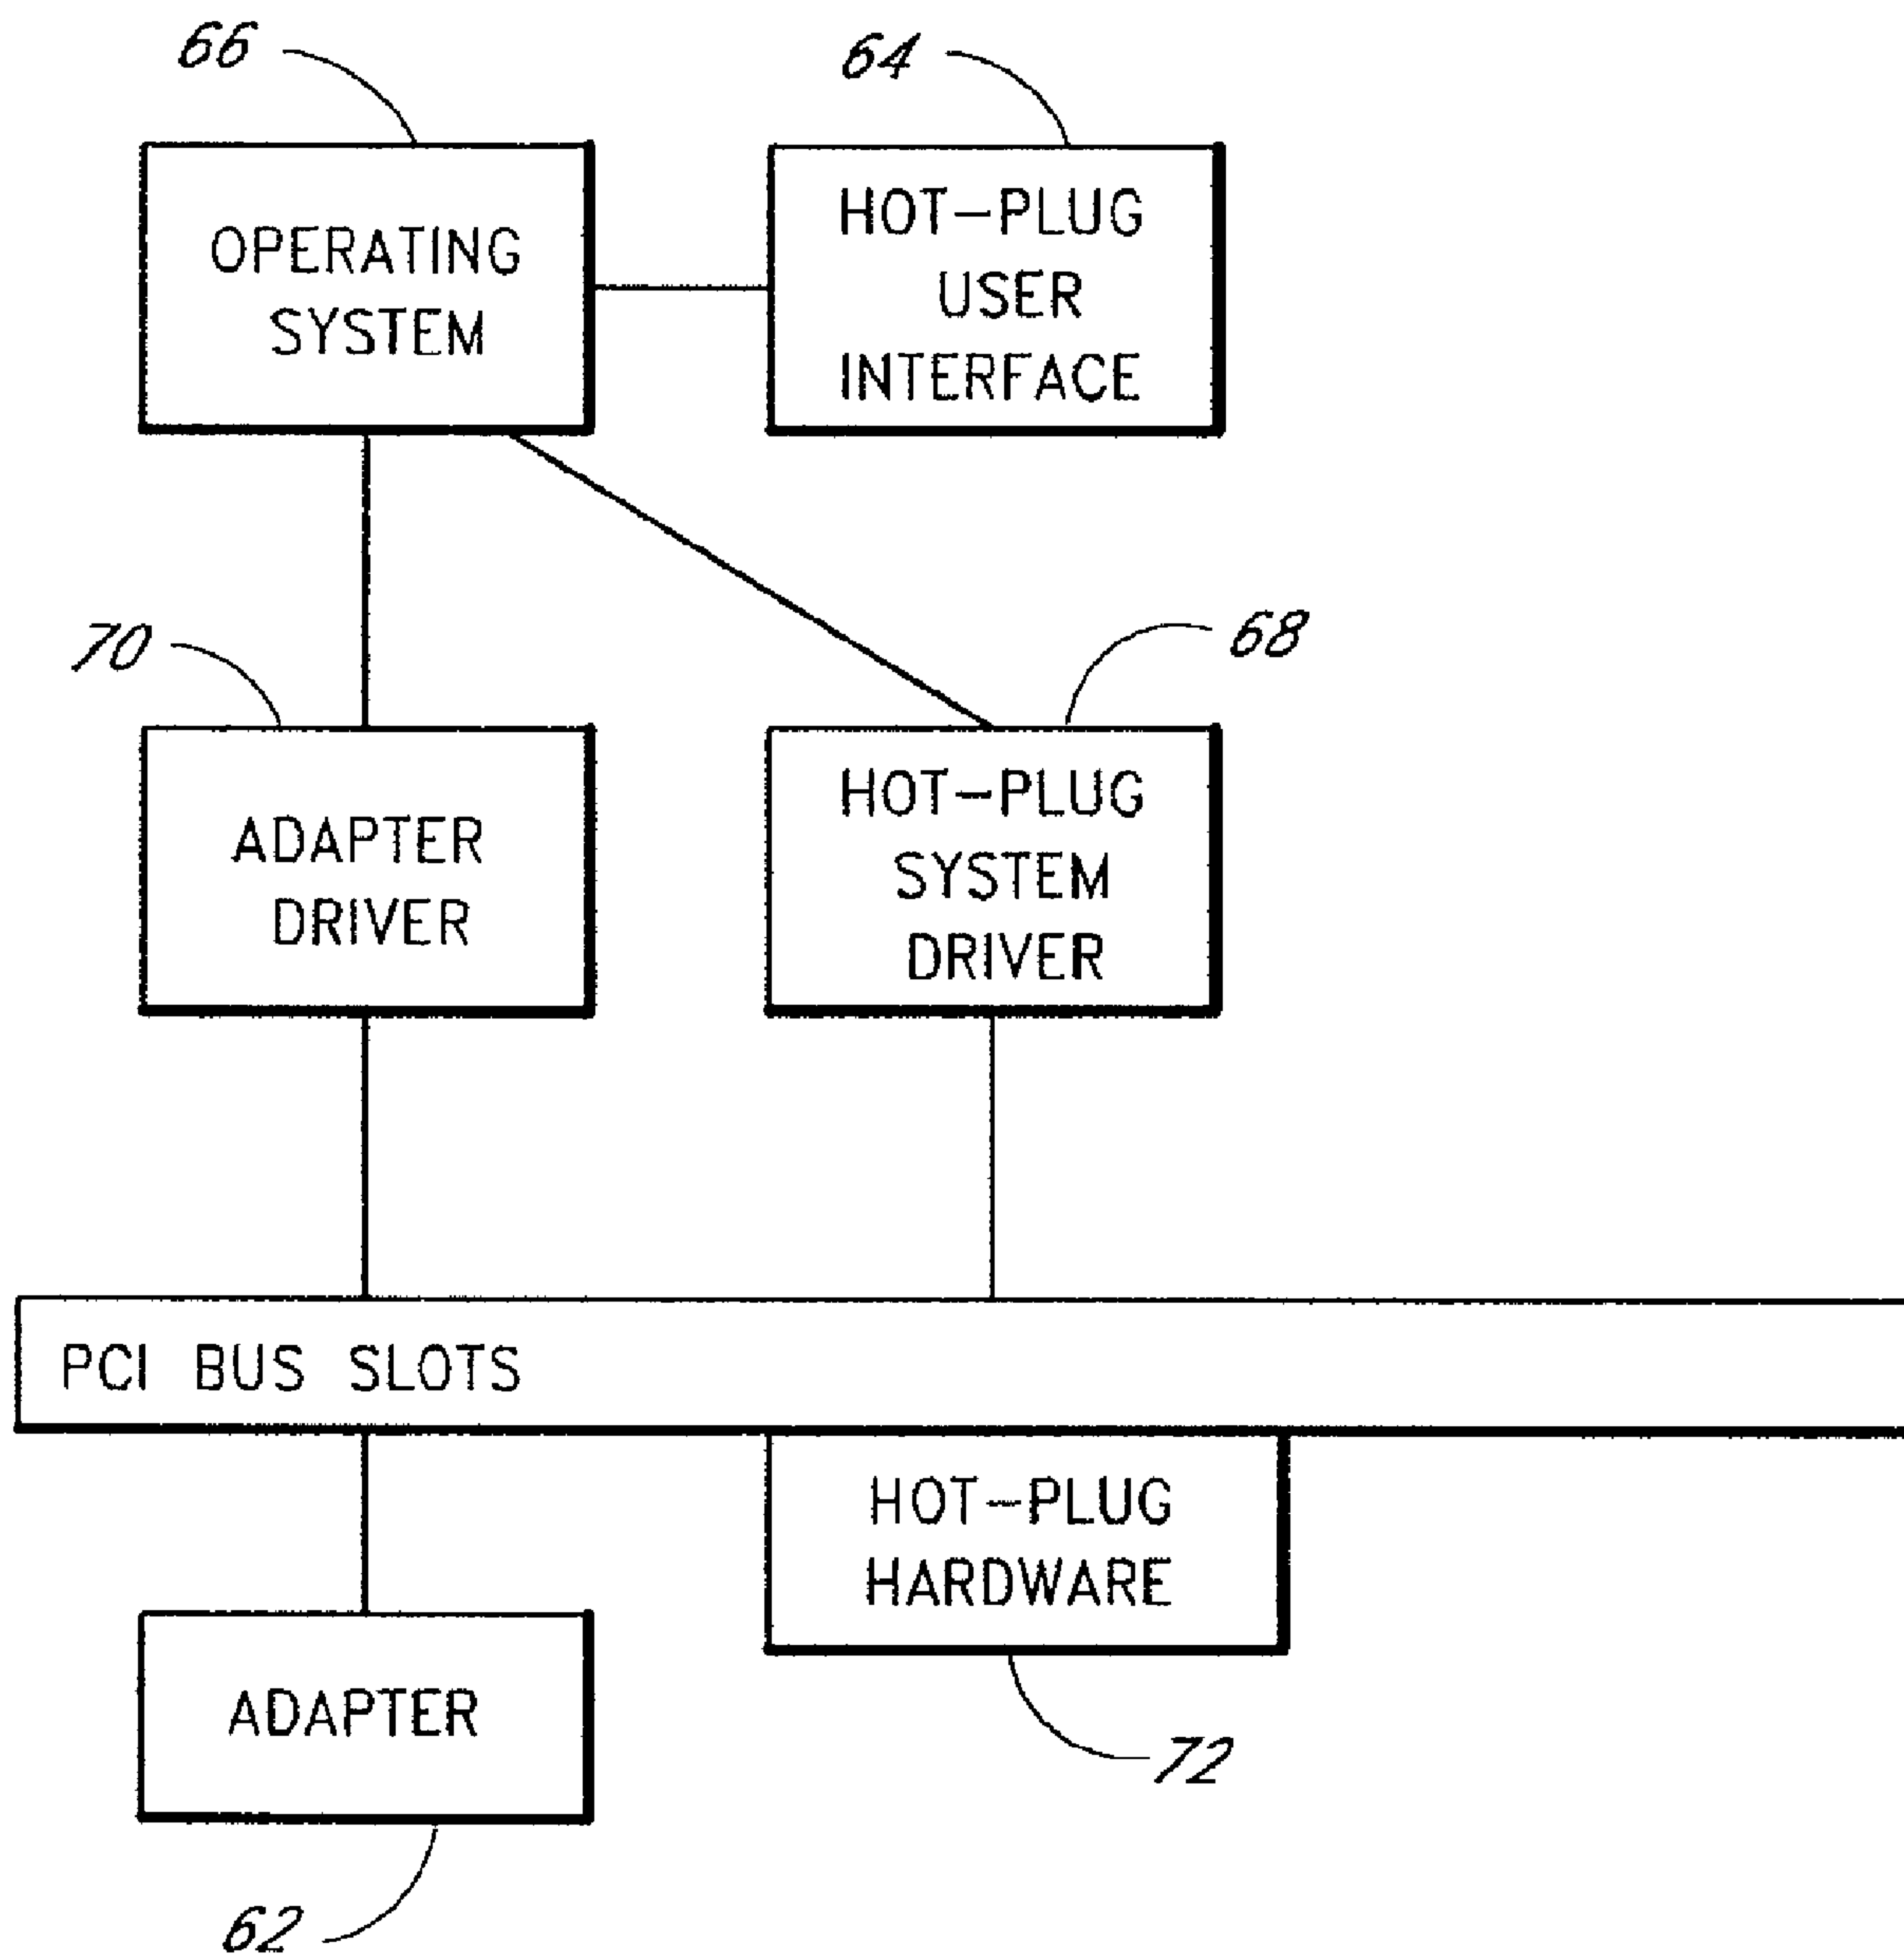 66
64
OPERATING
SYSTEM
HOT-PLUG
USER
INTERFACE
70
68
ADAPTER
DRIVER
HOT-PLUG
SYSTEM
DRIVER
PCI BUS SLOTS
HOT-PLUG
HARDWARE
ADAPTER
72
62